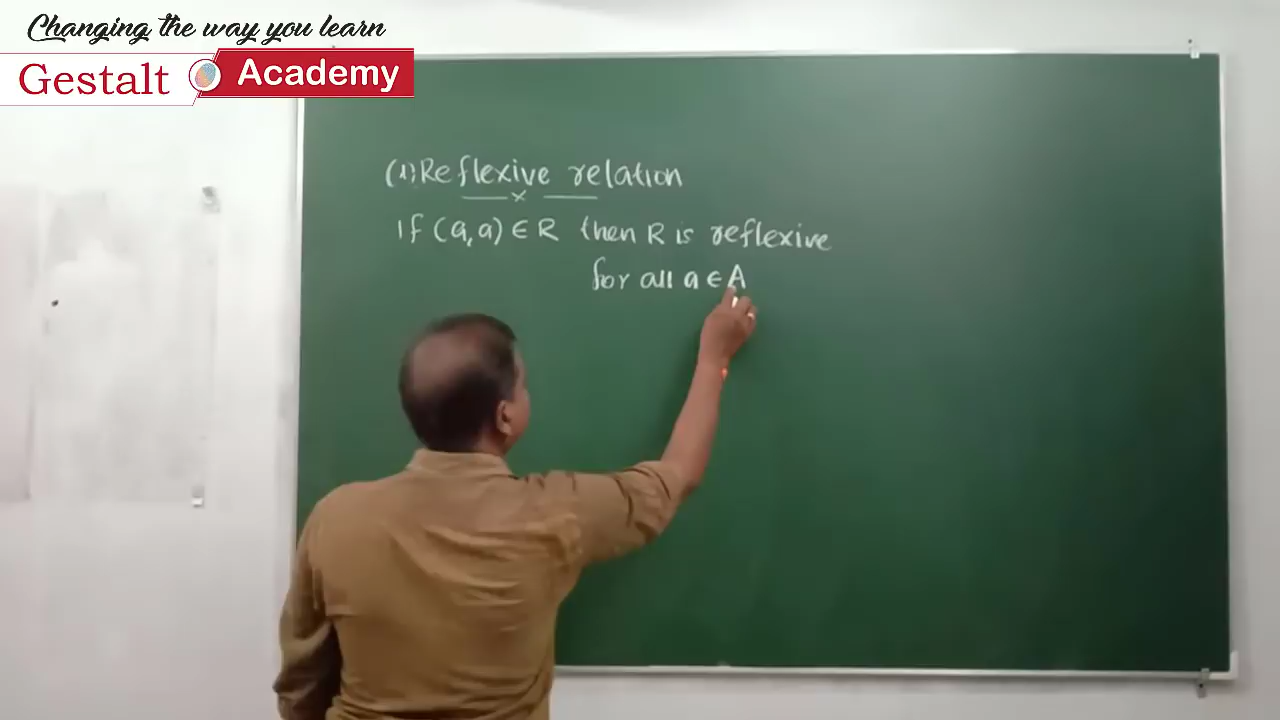 Changing the way you learn
Gestalt Academy
(1) Reflexive relation
If (a, a) ∈ R then R is reflexive
for all a ∈ A